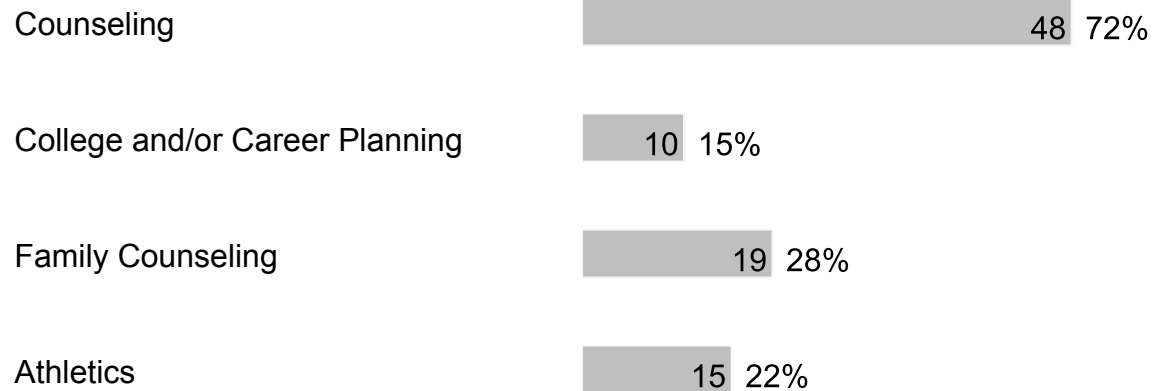 Counseling 48 72%
College and/or Career Planning 10 15%
Family Counseling 19 28%
Athletics 15 22%